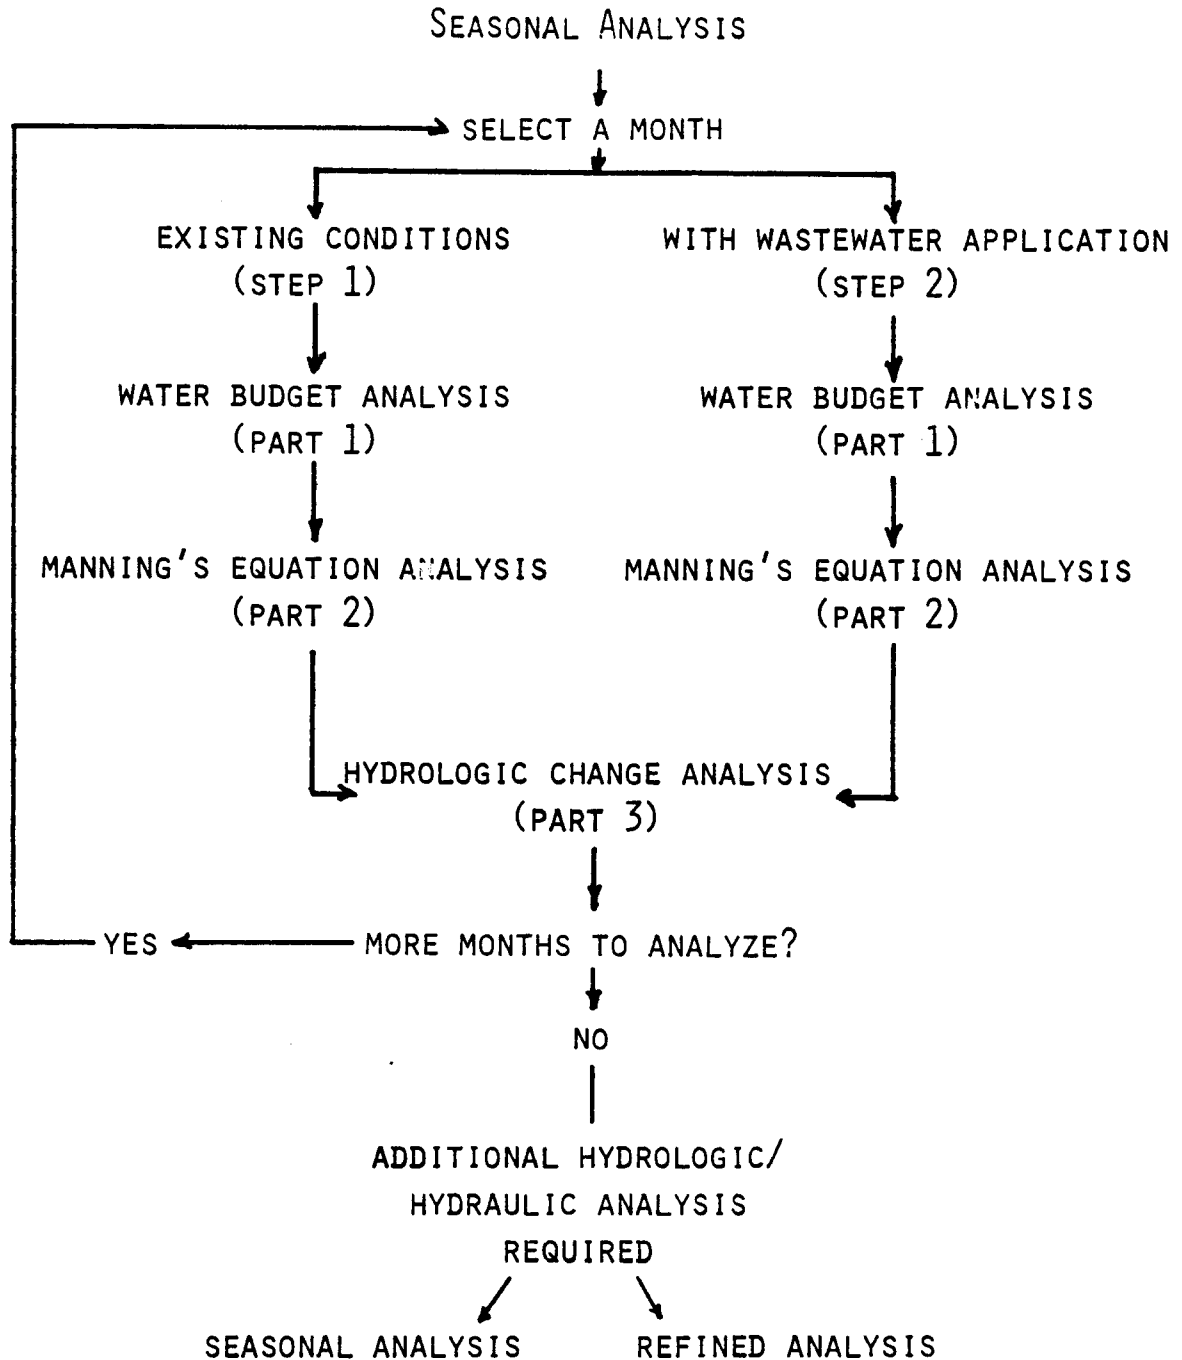 SEASONAL ANALYSIS
SELECT A MONTH
EXISTING CONDITIONS
(STEP 1)
WITH WASTEWATER APPLICATION
(STEP 2)
WATER BUDGET ANALYSIS
(PART 1)
WATER BUDGET ANALYSIS
(PART 1)
MANNING'S EQUATION ANALYSIS
(PART 2)
MANNING'S EQUATION ANALYSIS
(PART 2)
HYDROLOGIC CHANGE ANALYSIS
(PART 3)
YES
MORE MONTHS TO ANALYZE?
NO
ADDITIONAL HYDROLOGIC/
HYDRAULIC ANALYSIS
REQUIRED
SEASONAL ANALYSIS
REFINED ANALYSIS